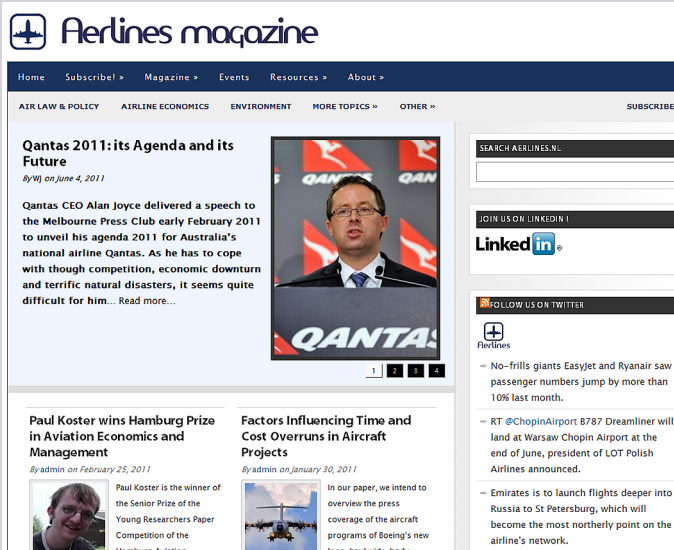 Aerlines magazine
Home Subscribe! » Magazine » Events Resources » About »
AIR LAW & POLICY AIRLINE ECONOMICS ENVIRONMENT MORE TOPICS » OTHER » SUBSCRIBE
Qantas 2011: its Agenda and its
Future
By Wj on June 4, 2011
Qantas CEO Alan Joyce delivered a speech to
the Melbourne Press Club early February 2011
to unveil his agenda 2011 for Australia's
national airline Qantas. As he has to cope
with though competition, economic downturn
and terrific natural disasters, it seems quite
difficult for him... Read more...
QANTAS
QANTAS
1 2 3 4
Paul Koster wins Hamburg Prize
in Aviation Economics and
Management
By admin on February 25, 2011
Paul Koster is the winner of
the Senior Prize of the
Young Researchers Paper
Competition of the
Hamburg Aviation
Factors Influencing Time and
Cost Overruns in Aircraft
Projects
By admin on January 30, 2011
In our paper, we intend to
overview the press
coverage of the aircraft
programs of Boeing's new
long-haul wide-body
SEARCH AERLINES.NL
JOIN US ON LINKEDIN !
Linked in ®
FOLLOW US ON TWITTER
Aerlines
No-frills giants EasyJet and Ryanair saw
passenger numbers jump by more than
10% last month.
RT @ChopinAirport B787 Dreamliner will
land at Warsaw Chopin Airport at the
end of June, president of LOT Polish
Airlines announced.
Emirates is to launch flights deeper into
Russia to St Petersburg, which will
become the most northerly point on the
airline's network.